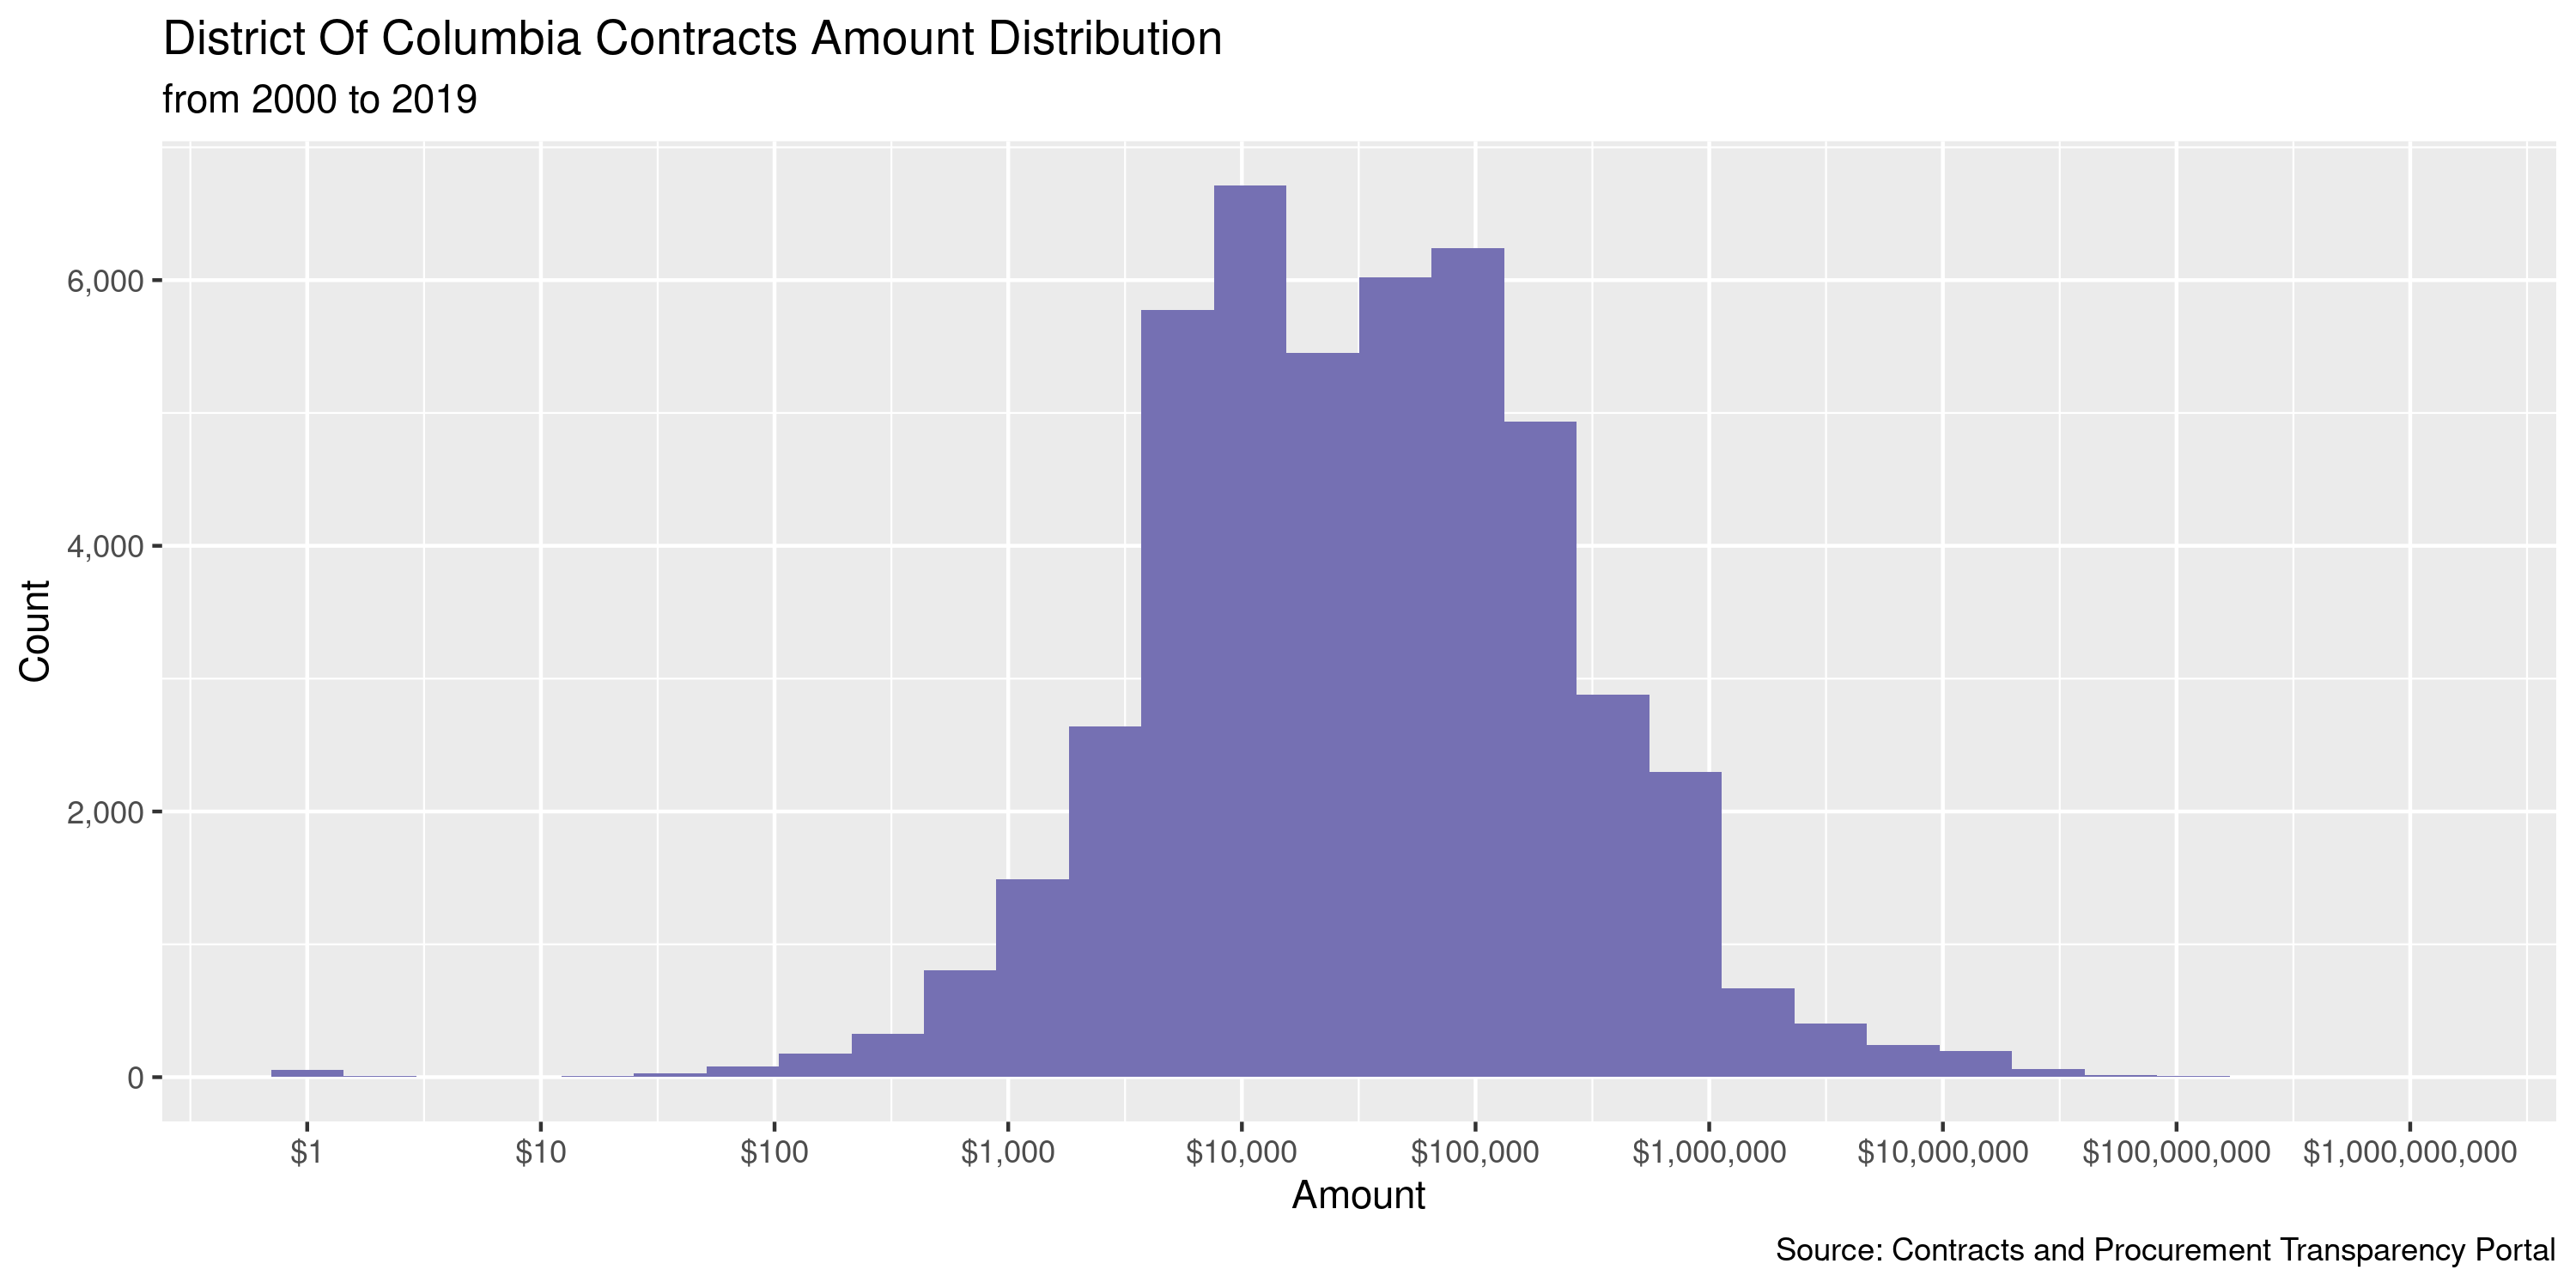 District Of Columbia Contracts Amount Distribution
from 2000 to 2019
6,000
4,000
2,000
0
Count
$1 $10 $100 $1,000 $10,000 $100,000 $1,000,000 $10,000,000 $100,000,000 $1,000,000,000
Amount
Source: Contracts and Procurement Transparency Portal